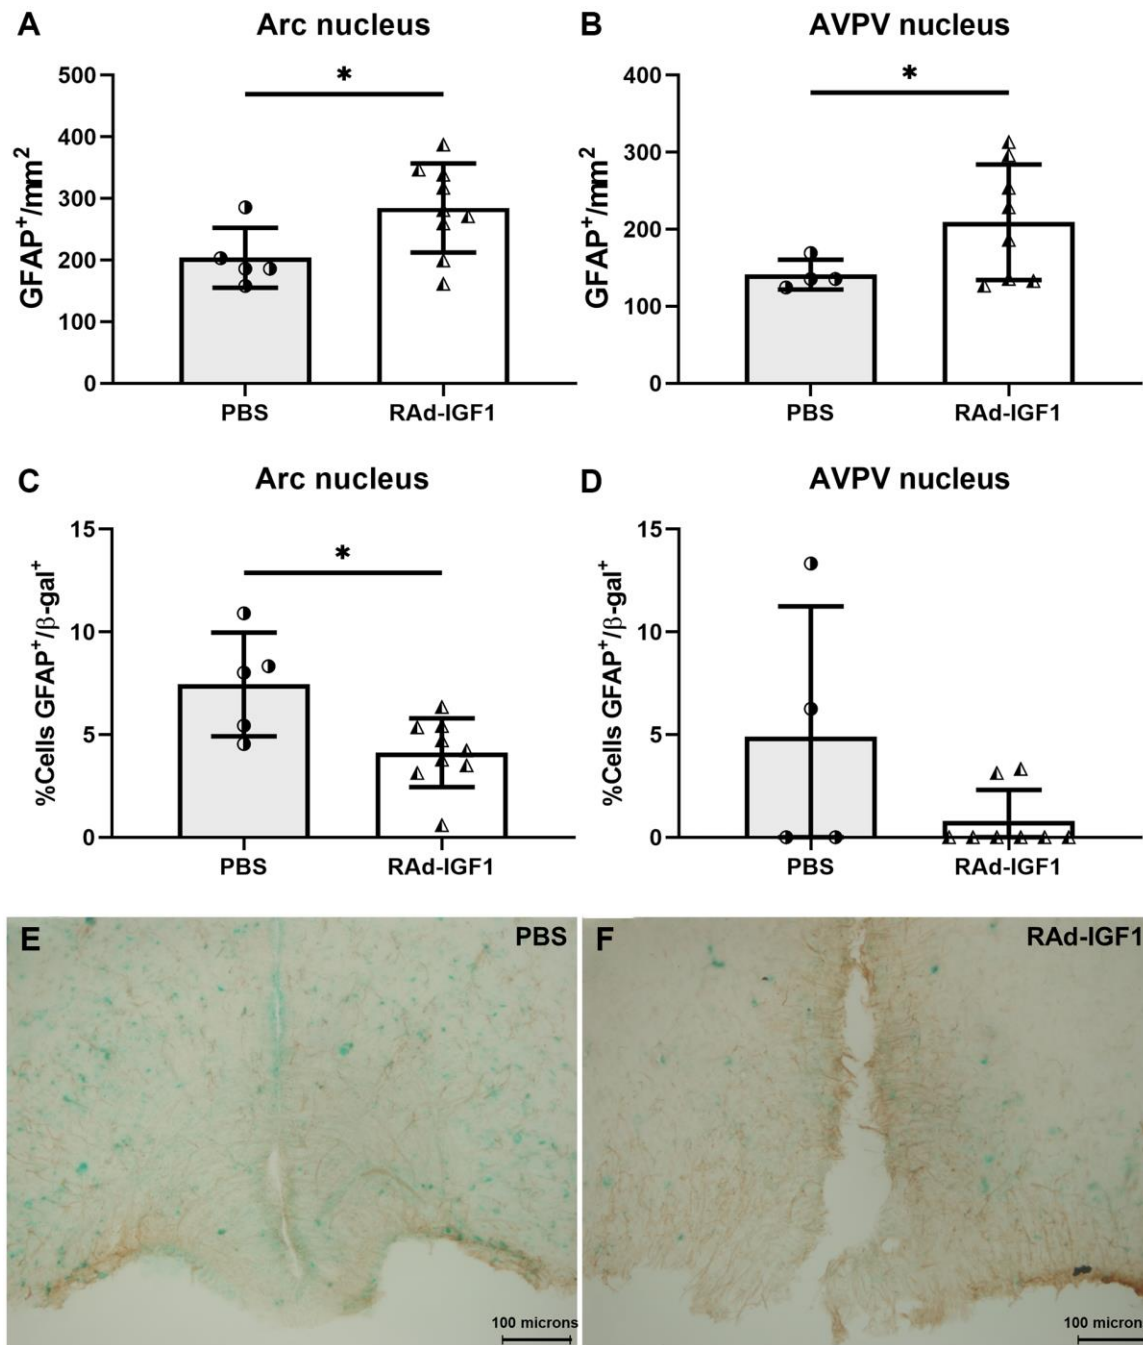 A
Arc nucleus
500
400
300
200
100
0
GFAP⁺/mm²
*
PBS
RAd-IGF1
B
AVPV nucleus
400
300
200
100
0
GFAP⁺/mm²
*
PBS
RAd-IGF1
C
Arc nucleus
15
10
5
0
%Cells GFAP⁺/β-gal⁺
*
PBS
RAd-IGF1
D
AVPV nucleus
15
10
5
0
%Cells GFAP⁺/β-gal⁺
PBS
RAd-IGF1
E
PBS
100 microns
F
RAd-IGF1
100 micron